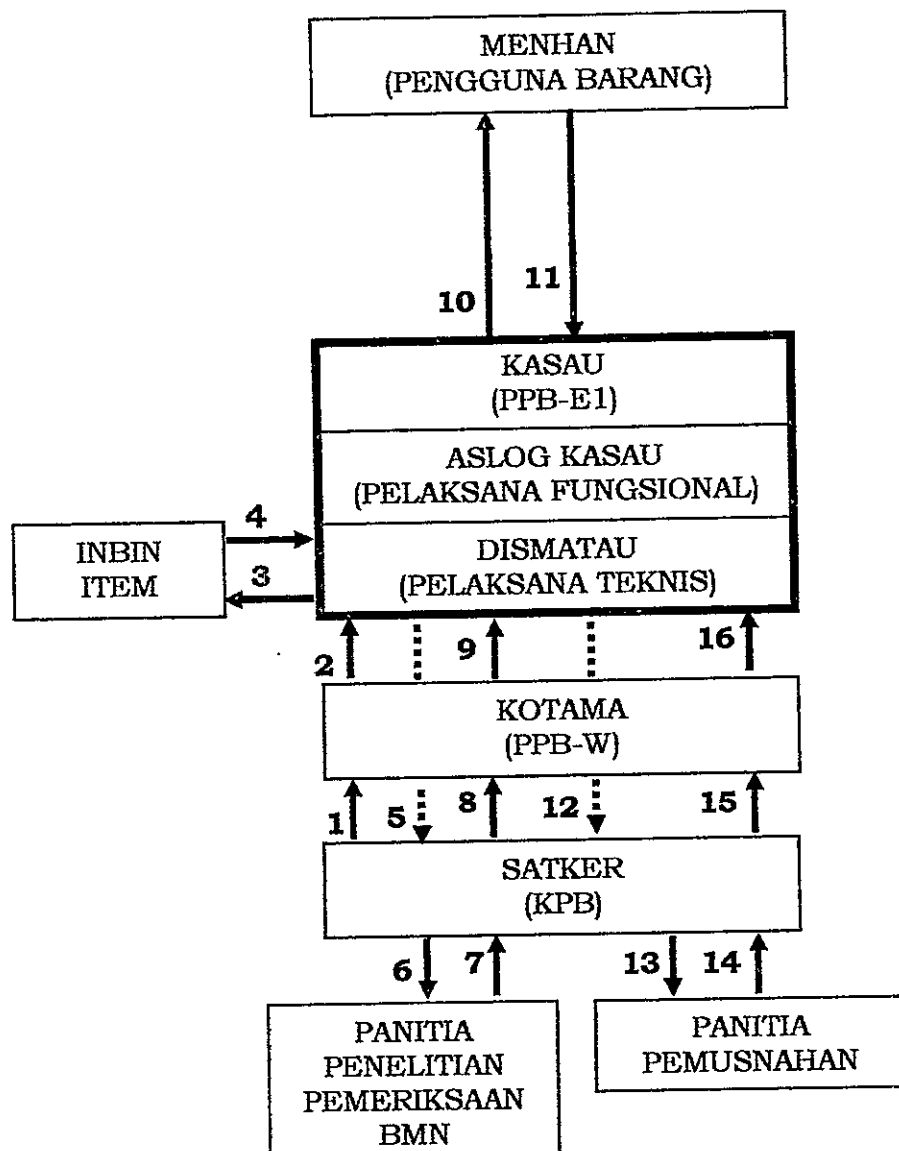 MENHAN
(PENGGUNA BARANG)
10
11
KASAU
(PPB-E1)
ASLOG KASAU
(PELAKSANA FUNGSIONAL)
DISMATAU
(PELAKSANA TEKNIS)
4
3
INBIN
ITEM
2
9
16
KOTAMA
(PPB-W)
1
5
8
12
15
SATKER
(KPB)
6
7
13
14
PANITIA
PENELITIAN
PEMERIKSAAN
BMN
PANITIA
PEMUSNAHAN